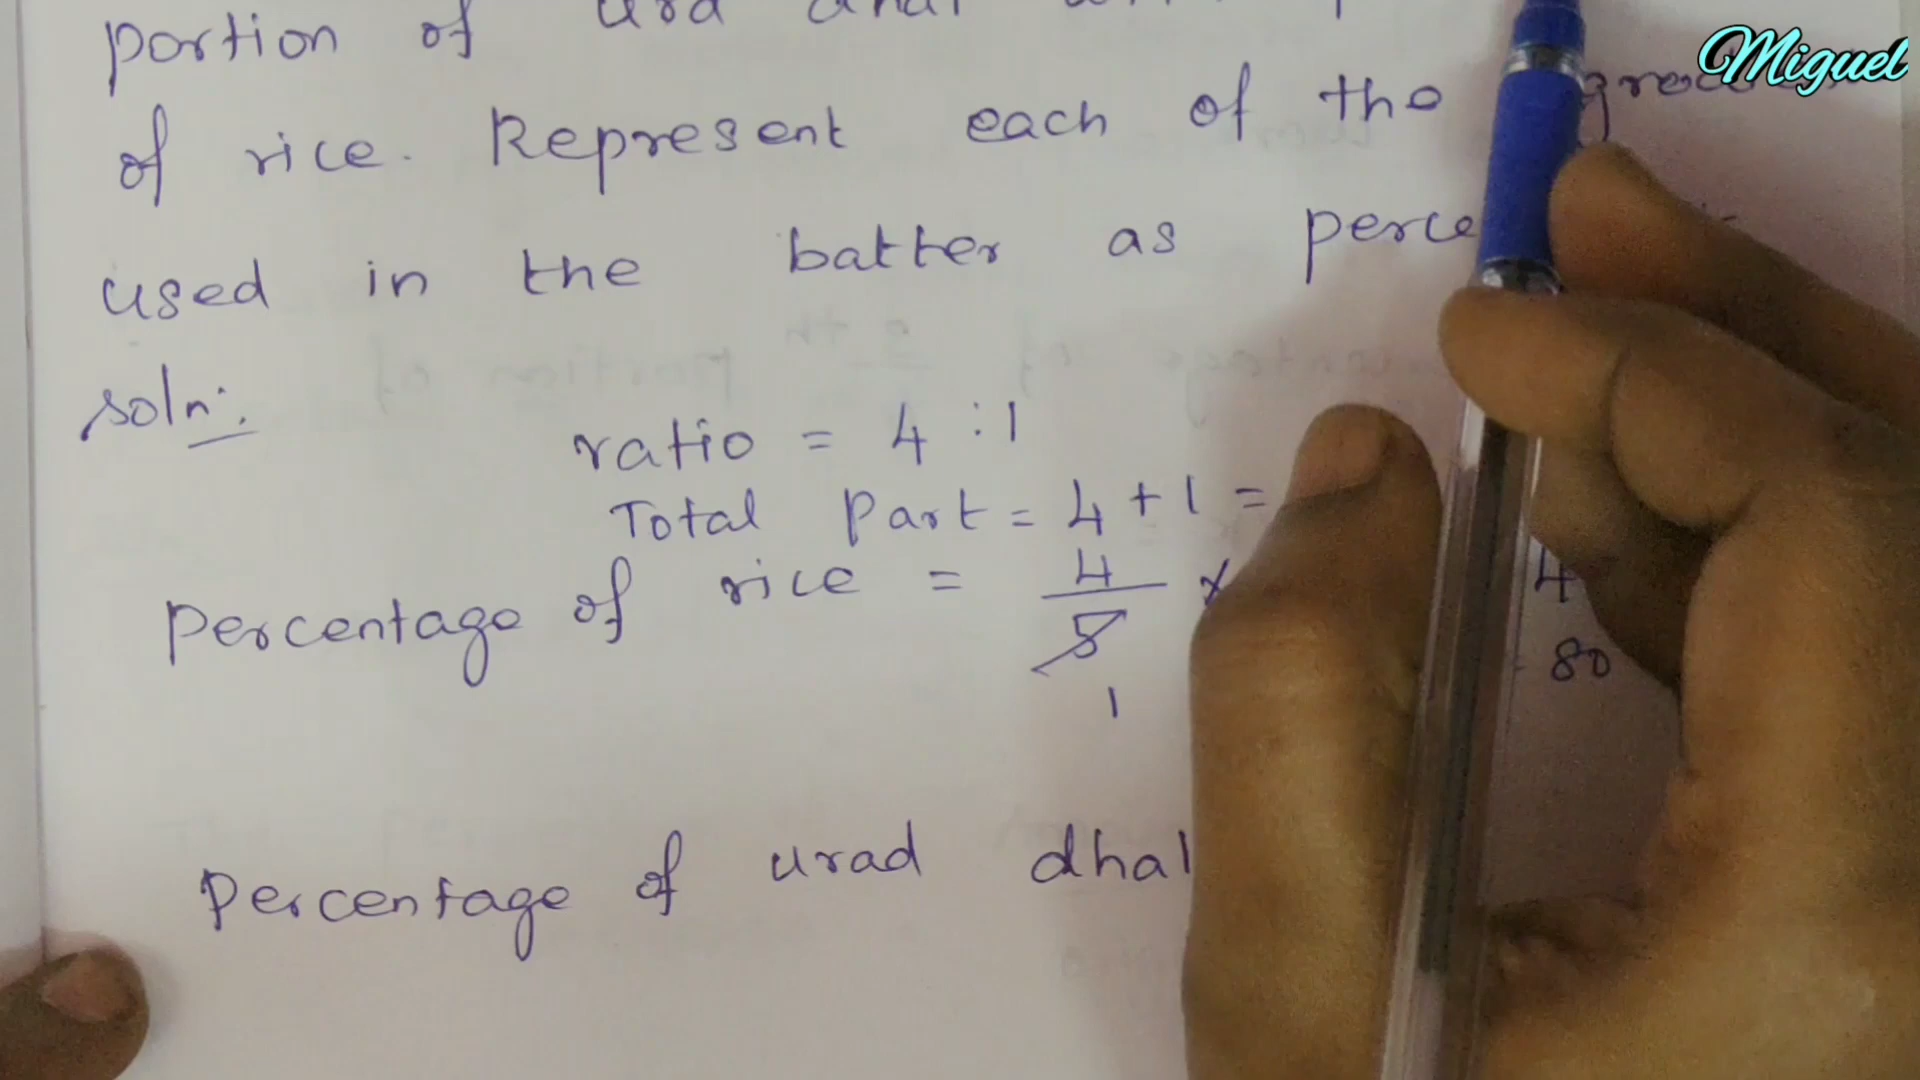 portion of
Miguel
of rice. Represent each of the
used in the batter as
soln:
ratio = 4 : 1
Total Part = 4 + 1 =
Percentage of rice = 4/5 ×
80
1
Percentage of urad dhal